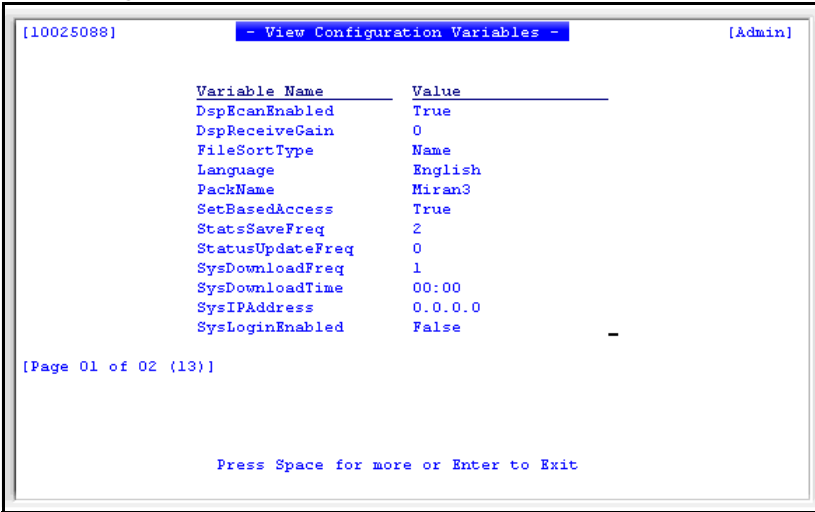 [10025088] - View Configuration Variables - [Admin]
Variable Name Value
DspEcanEnabled True
DspReceiveGain 0
FileSortType Name
Language English
PackName Miran3
SetBasedAccess True
StatsSaveFreq 2
StatusUpdateFreq 0
SysDownloadFreq 1
SysDownloadTime 00:00
SysIPAddress 0.0.0.0
SysLoginEnabled False
[Page 01 of 02 (13)]
Press Space for more or Enter to Exit